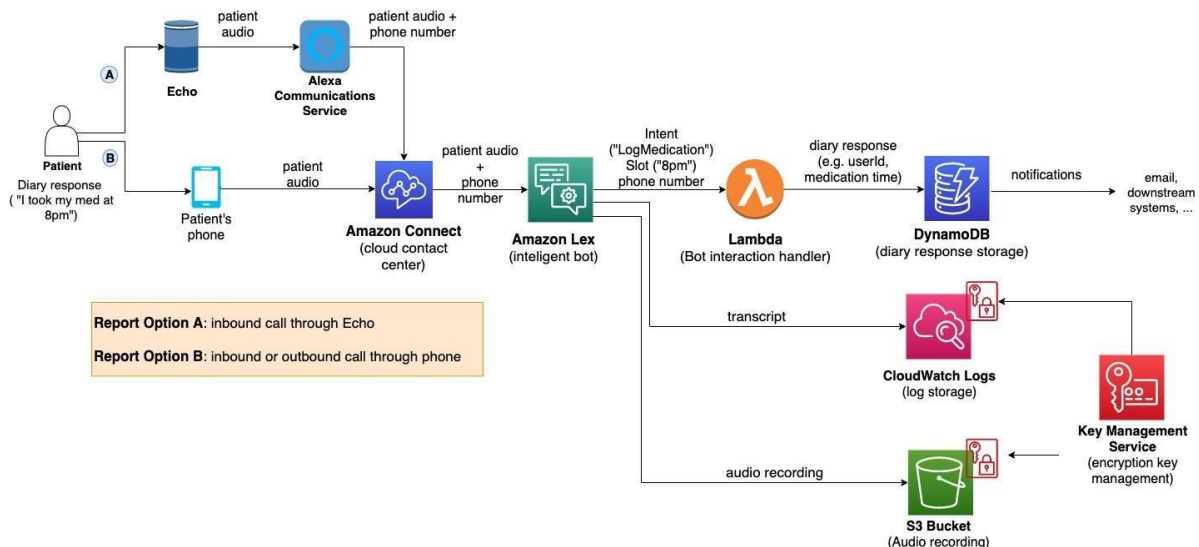 patient
audio
patient audio +
phone number
A
Echo
Alexa
Communications
Service
B
Patient
Diary response
( "I took my med at
8pm")
patient
audio
Patient's
phone
patient audio
+
phone
number
Amazon Connect
(cloud contact
center)
Intent
("LogMedication")
Slot ("8pm")
phone number
Amazon Lex
(inteligent bot)
diary response
(e.g. userId,
medication time)
Lambda
(Bot interaction handler)
notifications
DynamoDB
(diary response storage)
email,
downstream
systems, ...
Report Option A: inbound call through Echo
Report Option B: inbound or outbound call through phone
transcript
CloudWatch Logs
(log storage)
Key Management
Service
(encryption key
management)
audio recording
S3 Bucket
(Audio recording)